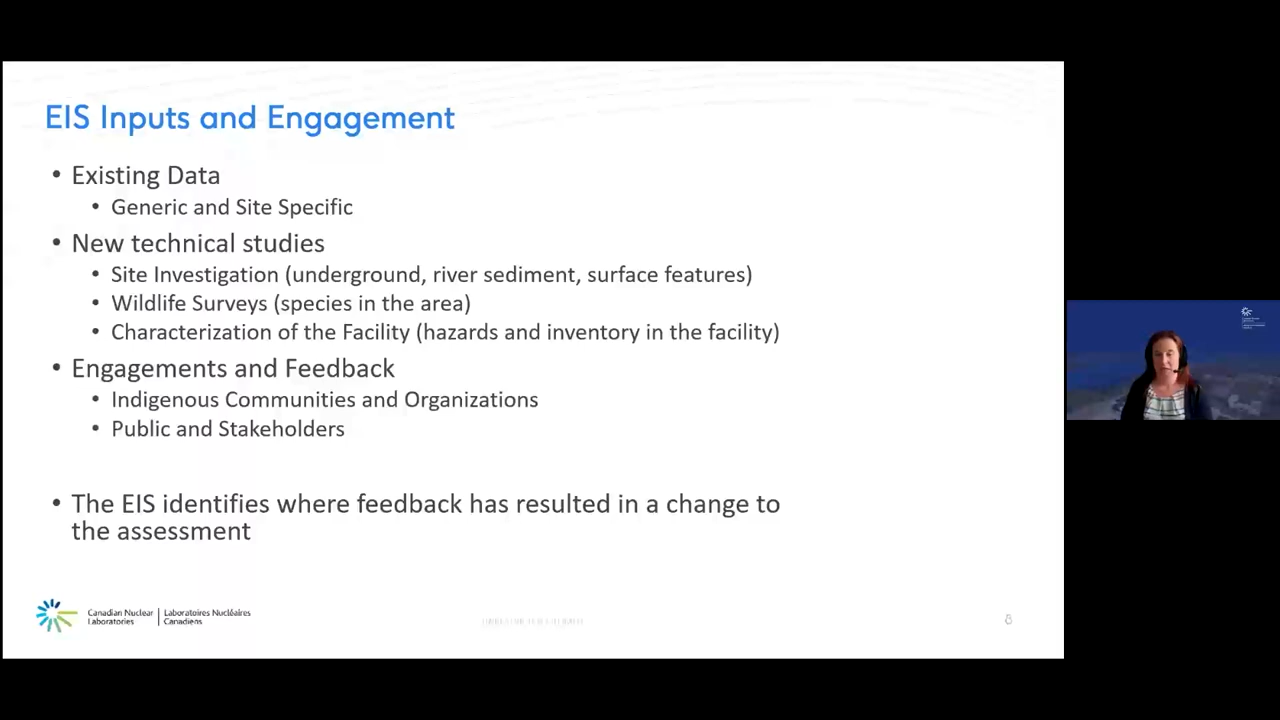 EIS Inputs and Engagement
• Existing Data
• Generic and Site Specific
• New technical studies
• Site Investigation (underground, river sediment, surface features)
• Wildlife Surveys (species in the area)
• Characterization of the Facility (hazards and inventory in the facility)
• Engagements and Feedback
• Indigenous Communities and Organizations
• Public and Stakeholders
• The EIS identifies where feedback has resulted in a change to
the assessment
Canadian Nuclear | Laboratoires Nucléaires
Laboratories | Canadiens
8